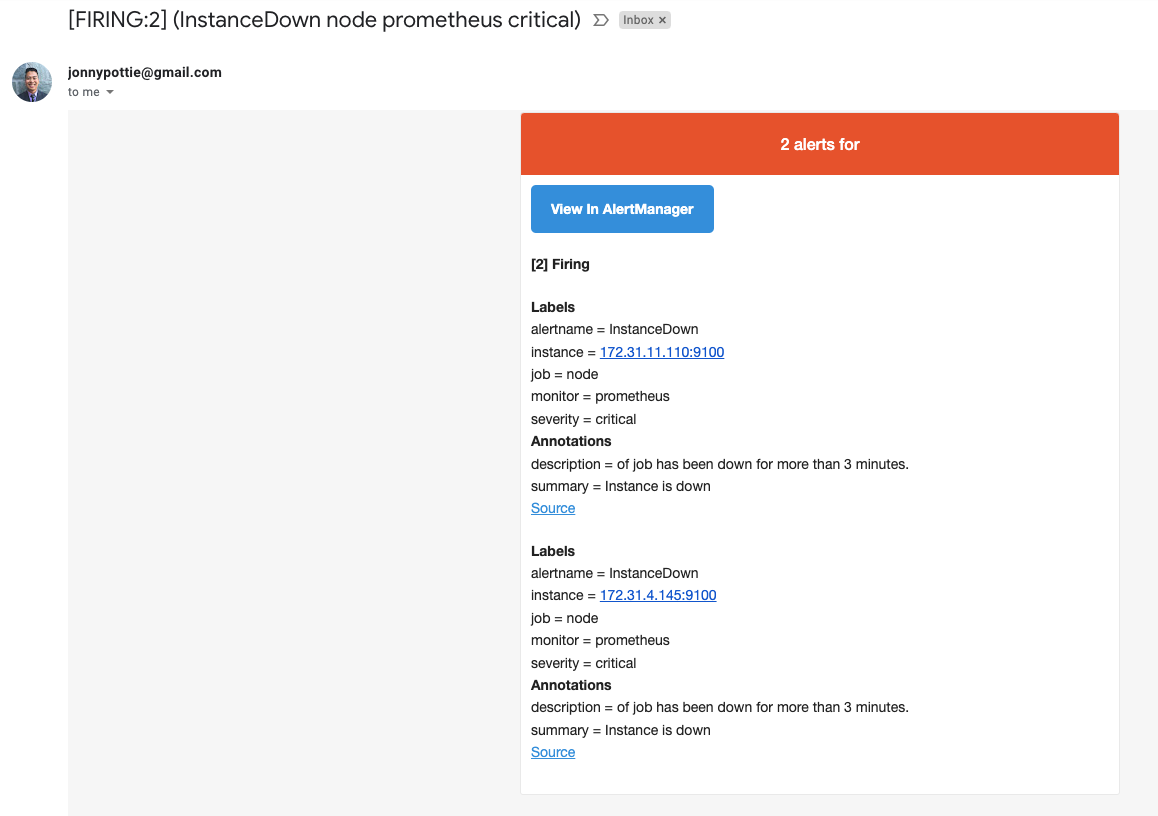 [FIRING:2] (InstanceDown node prometheus critical)
Inbox ×
jonnypottie@gmail.com
to me
2 alerts for
View In AlertManager
[2] Firing
Labels
alertname = InstanceDown
instance = 172.31.11.110:9100
job = node
monitor = prometheus
severity = critical
Annotations
description = of job has been down for more than 3 minutes.
summary = Instance is down
Source
Labels
alertname = InstanceDown
instance = 172.31.4.145:9100
job = node
monitor = prometheus
severity = critical
Annotations
description = of job has been down for more than 3 minutes.
summary = Instance is down
Source